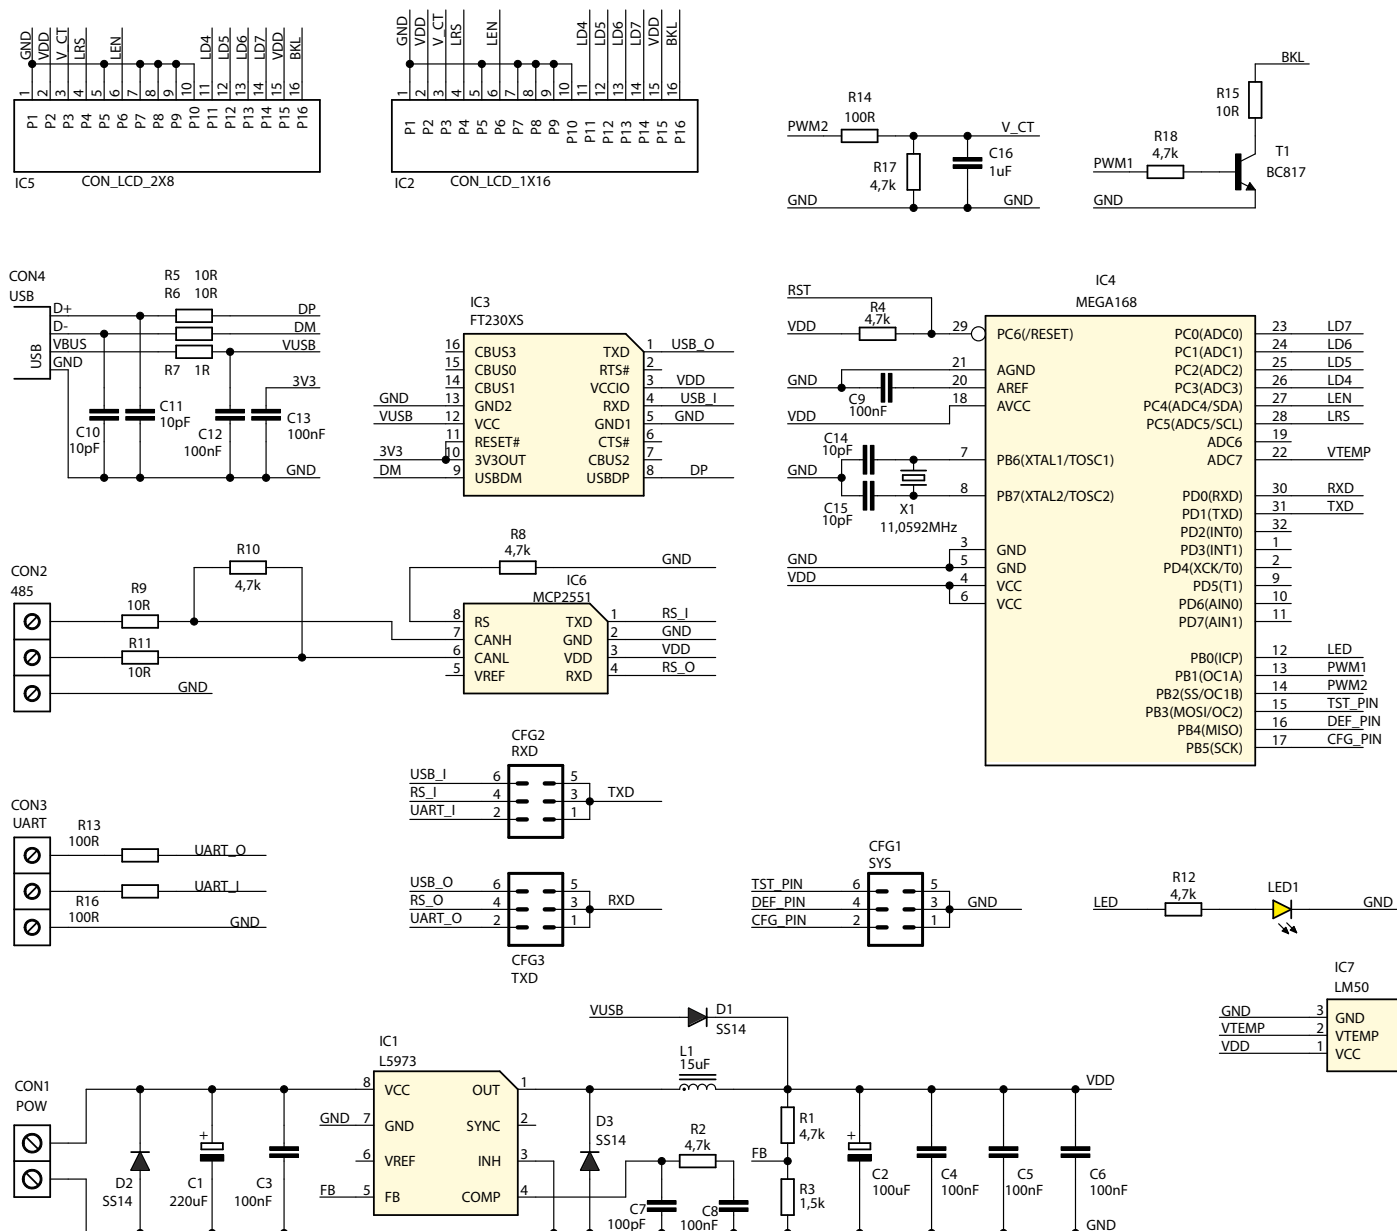 GND
VDD
V_CT
LRS
LEN
LD4
LD5
LD6
LD7
VDD
BKL
1 2 3 4 5 6 7 8 9 10 11 12 13 14 15 16
P1 P2 P3 P4 P5 P6 P7 P8 P9 P10 P11 P12 P13 P14 P15 P16
IC5 CON_LCD_2X8
GND
VDD
V_CT
LRS
LEN
LD4
LD5
LD6
LD7
VDD
BKL
1 2 3 4 5 6 7 8 9 10 11 12 13 14 15 16
P1 P2 P3 P4 P5 P6 P7 P8 P9 P10 P11 P12 P13 P14 P15 P16
IC2 CON_LCD_1X16
R14
100R
PWM2
V_CT
R17
4,7k
C16
1uF
GND GND
BKL
R15
10R
R18
4,7k
PWM1
T1
BC817
GND
CON4
USB
USB
D+
D-
VBUS
GND
R5 10R
R6 10R
R7 1R
DP
DM
VUSB
3V3
C10
10pF
C11
10pF
C12
100nF
C13
100nF
GND
IC3
FT230XS
16 CBUS3
15 CBUS0
14 CBUS1
GND 13 GND2
VUSB 12 VCC
11 RESET#
3V3 10 3V3OUT
DM 9 USBDM
TXD 1 USB_O
RTS# 2
VCCIO 3 VDD
RXD 4 USB_I
GND1 5 GND
CTS# 6
CBUS2 7
USBDP 8 DP
IC4
MEGA168
RST
R4
4,7k
VDD
29 PC6(/RESET)
21 AGND
GND
20 AREF
C9
100nF
18 AVCC
VDD
C14
10pF
7 PB6(XTAL1/TOSC1)
GND
8 PB7(XTAL2/TOSC2)
C15
10pF
X1
11,0592MHz
3 GND
GND 5 GND
VDD 4 VCC
6 VCC
PC0(ADC0) 23 LD7
PC1(ADC1) 24 LD6
PC2(ADC2) 25 LD5
PC3(ADC3) 26 LD4
PC4(ADC4/SDA) 27 LEN
PC5(ADC5/SCL) 28 LRS
ADC6 19
ADC7 22 VTEMP
PD0(RXD) 30 RXD
PD1(TXD) 31 TXD
PD2(INT0) 32
PD3(INT1) 1
PD4(XCK/T0) 2
PD5(T1) 9
PD6(AIN0) 10
PD7(AIN1) 11
PB0(ICP) 12 LED
PB1(OC1A) 13 PWM1
PB2(SS/OC1B) 14 PWM2
PB3(MOSI/OC2) 15 TST_PIN
PB4(MISO) 16 DEF_PIN
PB5(SCK) 17 CFG_PIN
CON2
485
R9
10R
R10
4,7k
R11
10R
GND
R8
4,7k
GND
IC6
MCP2551
8 RS
7 CANH
6 CANL
5 VREF
TXD 1 RS_I
GND 2 GND
VDD 3 VDD
RXD 4 RS_O
CFG2
RXD
USB_I 6 5
RS_I 4 3 TXD
UART_I 2 1
CON3
UART
R13
100R
UART_O
UART_I
R16
100R
GND
USB_O 6 5
RS_O 4 3 RXD
UART_O 2 1
CFG3
TXD
CFG1
SYS
TST_PIN 6 5
DEF_PIN 4 3 GND
CFG_PIN 2 1
R12
4,7k
LED
LED1
GND
IC7
LM50
GND 3 GND
VTEMP 2 VTEMP
VDD 1 VCC
CON1
POW
D2
SS14
+
C1
220uF
C3
100nF
IC1
L5973
8 VCC
GND 7 GND
6 VREF
FB 5 FB
OUT 1
SYNC 2
INH 3
COMP 4
VUSB
D1
SS14
L1
15uF
D3
SS14
R2
4,7k
C7
100pF
C8
100nF
R1
4,7k
FB
R3
1,5k
+
C2
100uF
C4
100nF
C5
100nF
C6
100nF
VDD
GND